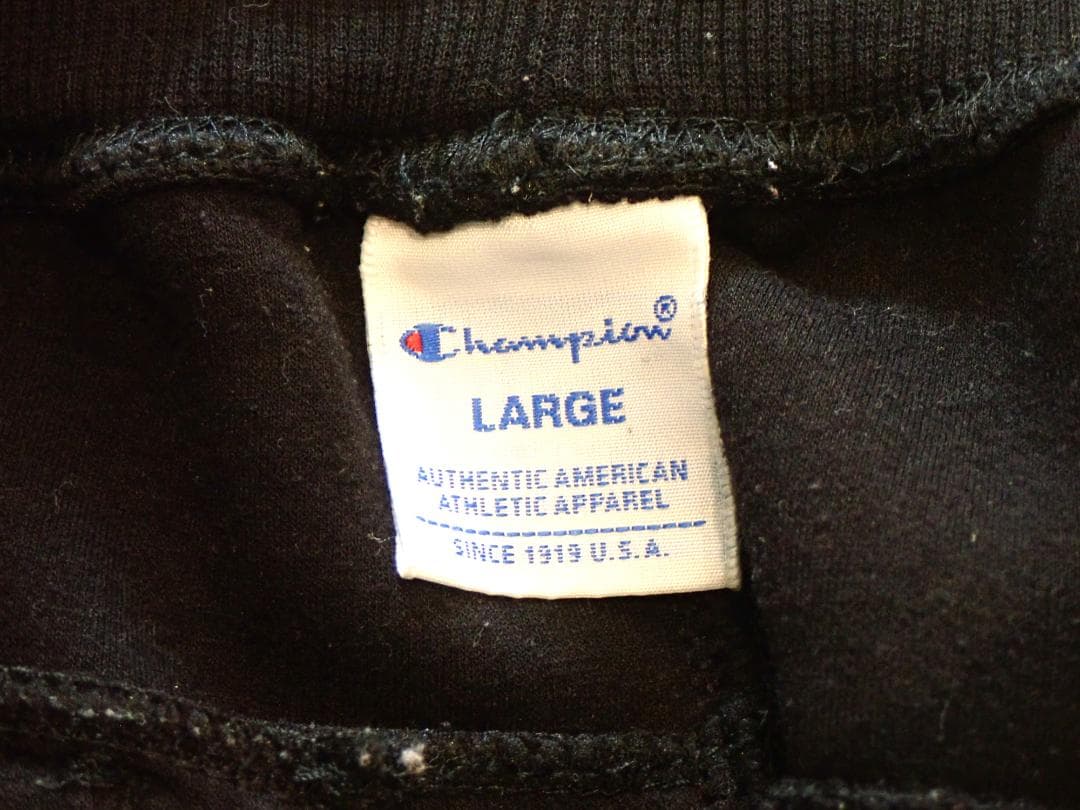 Champion®
LARGE
AUTHENTIC AMERICAN
ATHLETIC APPAREL
SINCE 1919 U.S.A.